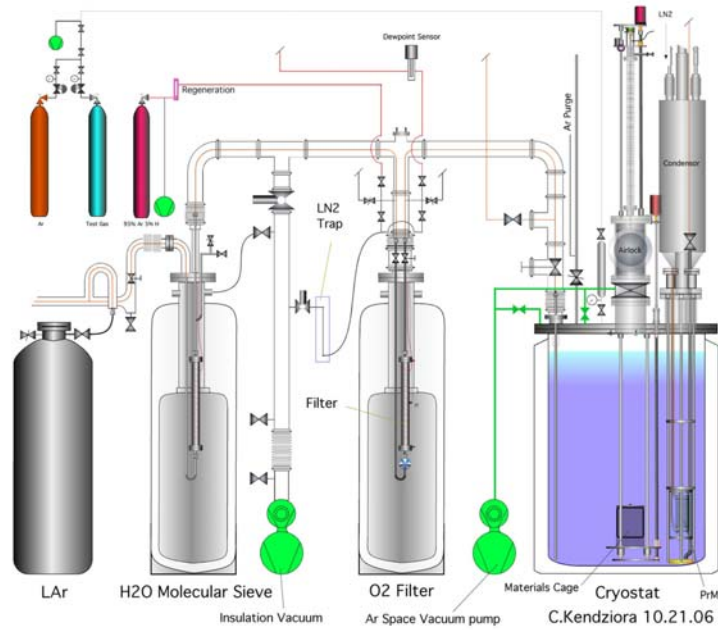 Dewpoint Sensor
LN2
Regeneration
Ar Purge
Condensor
Ar
Test Gas
95% Ar 5% H
LN2
Trap
Airlock
Filter
LAr
H2O Molecular Sieve
O2 Filter
Cryostat
Materials Cage
PrM
Insulation Vacuum
Ar Space Vacuum pump
C.Kendziora 10.21.06